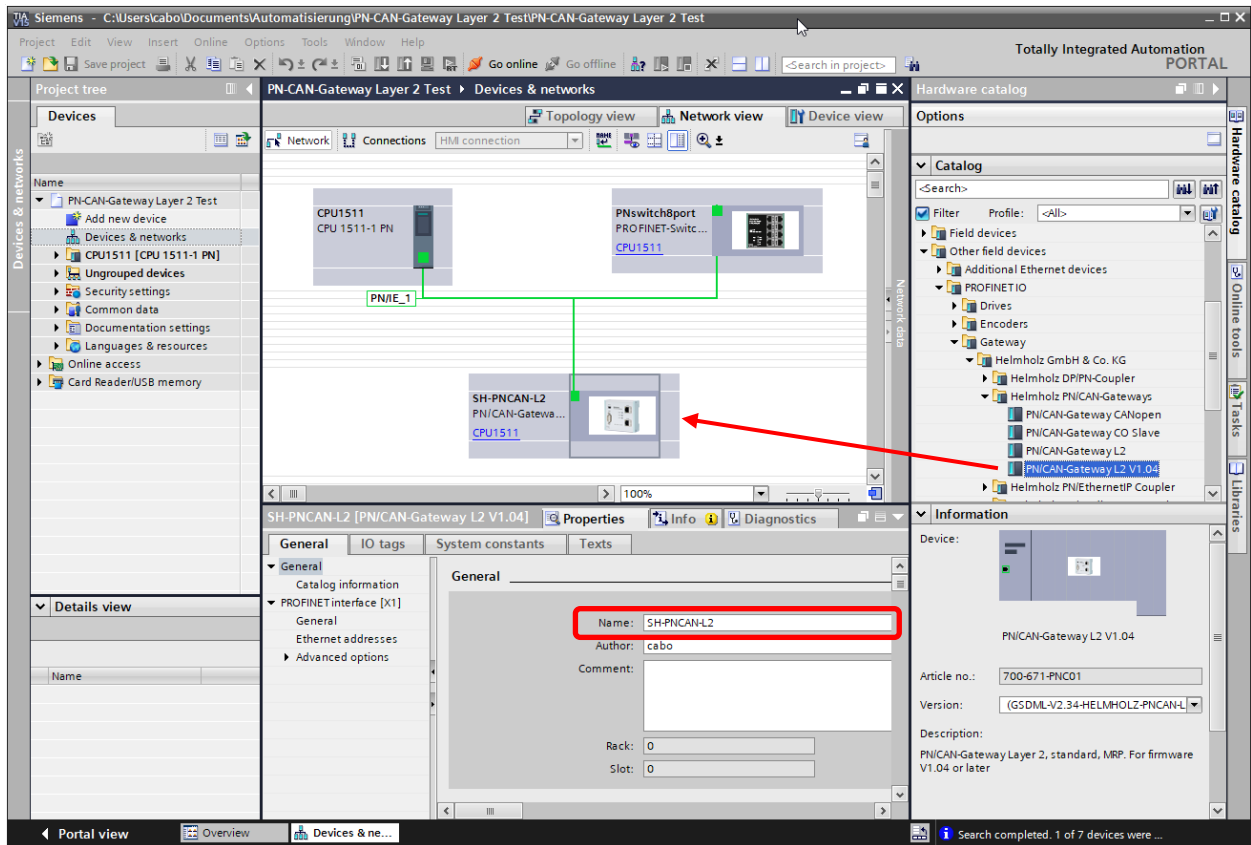 Siemens - C:\Users\cabo\Documents\Automatisierung\PN-CAN-Gateway Layer 2 Test\PN-CAN-Gateway Layer 2 Test
Project Edit View Insert Online Options Tools Window Help
Totally Integrated Automation
PORTAL
Save project
Go online
Go offline
<Search in project>
Project tree
Devices
Devices & networks
Name
PN-CAN-Gateway Layer 2 Test
Add new device
Devices & networks
CPU1511 [CPU 1511-1 PN]
Ungrouped devices
Security settings
Common data
Documentation settings
Languages & resources
Online access
Card Reader/USB memory
Details view
Name
PN-CAN-Gateway Layer 2 Test
Devices & networks
Topology view
Network view
Device view
Network
Connections
HMI connection
CPU1511
CPU 1511-1 PN
PNswitch8port
PROFINET-Switc...
CPU1511
PN/IE_1
SH-PNCAN-L2
PN/CAN-Gatewa...
CPU1511
Network data
100%
SH-PNCAN-L2 [PN/CAN-Gateway L2 V1.04]
Properties
Info
Diagnostics
General
IO tags
System constants
Texts
General
Catalog information
PROFINET interface [X1]
General
Ethernet addresses
Advanced options
General
Name: SH-PNCAN-L2
Author: cabo
Comment:
Rack: 0
Slot: 0
Hardware catalog
Options
Catalog
<Search>
Filter
Profile: <All>
Field devices
Other field devices
Additional Ethernet devices
PROFINET IO
Drives
Encoders
Gateway
Helmholz GmbH & Co. KG
Helmholz DP/PN-Coupler
Helmholz PN/CAN-Gateways
PN/CAN-Gateway CANopen
PN/CAN-Gateway CO Slave
PN/CAN-Gateway L2
PN/CAN-Gateway L2 V1.04
Helmholz PN/EthernetIP Coupler
Information
Device:
PN/CAN-Gateway L2 V1.04
Article no.: 700-671-PNC01
Version: (GSDML-V2.34-HELMHOLZ-PNCAN-L
Description:
PN/CAN-Gateway Layer 2, standard, MRP. For firmware
V1.04 or later
Hardware catalog
Online tools
Tasks
Libraries
Portal view
Overview
Devices & ne...
Search completed. 1 of 7 devices were ...